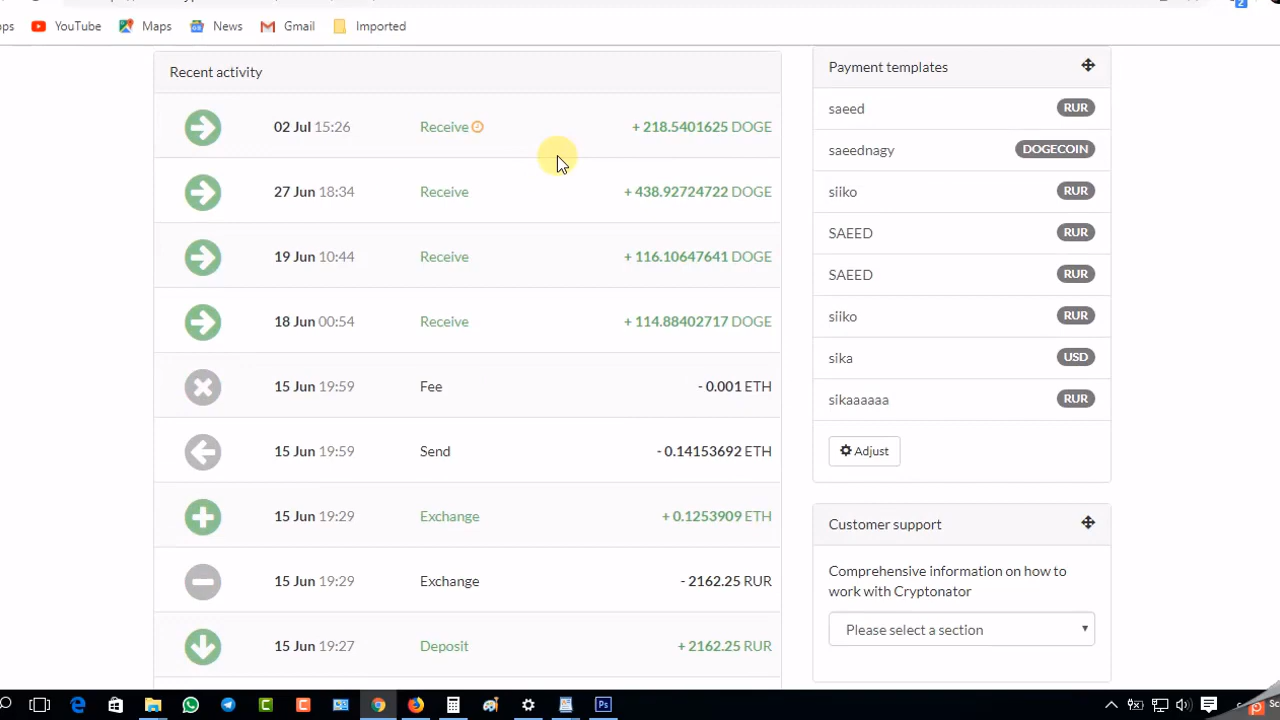 YouTube Maps News Gmail Imported
Recent activity
02 Jul 15:26 Receive + 218.5401625 DOGE
27 Jun 18:34 Receive + 438.92724722 DOGE
19 Jun 10:44 Receive + 116.10647641 DOGE
18 Jun 00:54 Receive + 114.88402717 DOGE
15 Jun 19:59 Fee - 0.001 ETH
15 Jun 19:59 Send - 0.14153692 ETH
15 Jun 19:29 Exchange + 0.1253909 ETH
15 Jun 19:29 Exchange - 2162.25 RUR
15 Jun 19:27 Deposit + 2162.25 RUR
Payment templates
saeed RUR
saeednagy DOGECOIN
siiko RUR
SAEED RUR
SAEED RUR
siiko RUR
sika USD
sikaaaaaa RUR
Adjust
Customer support
Comprehensive information on how to
work with Cryptonator
Please select a section